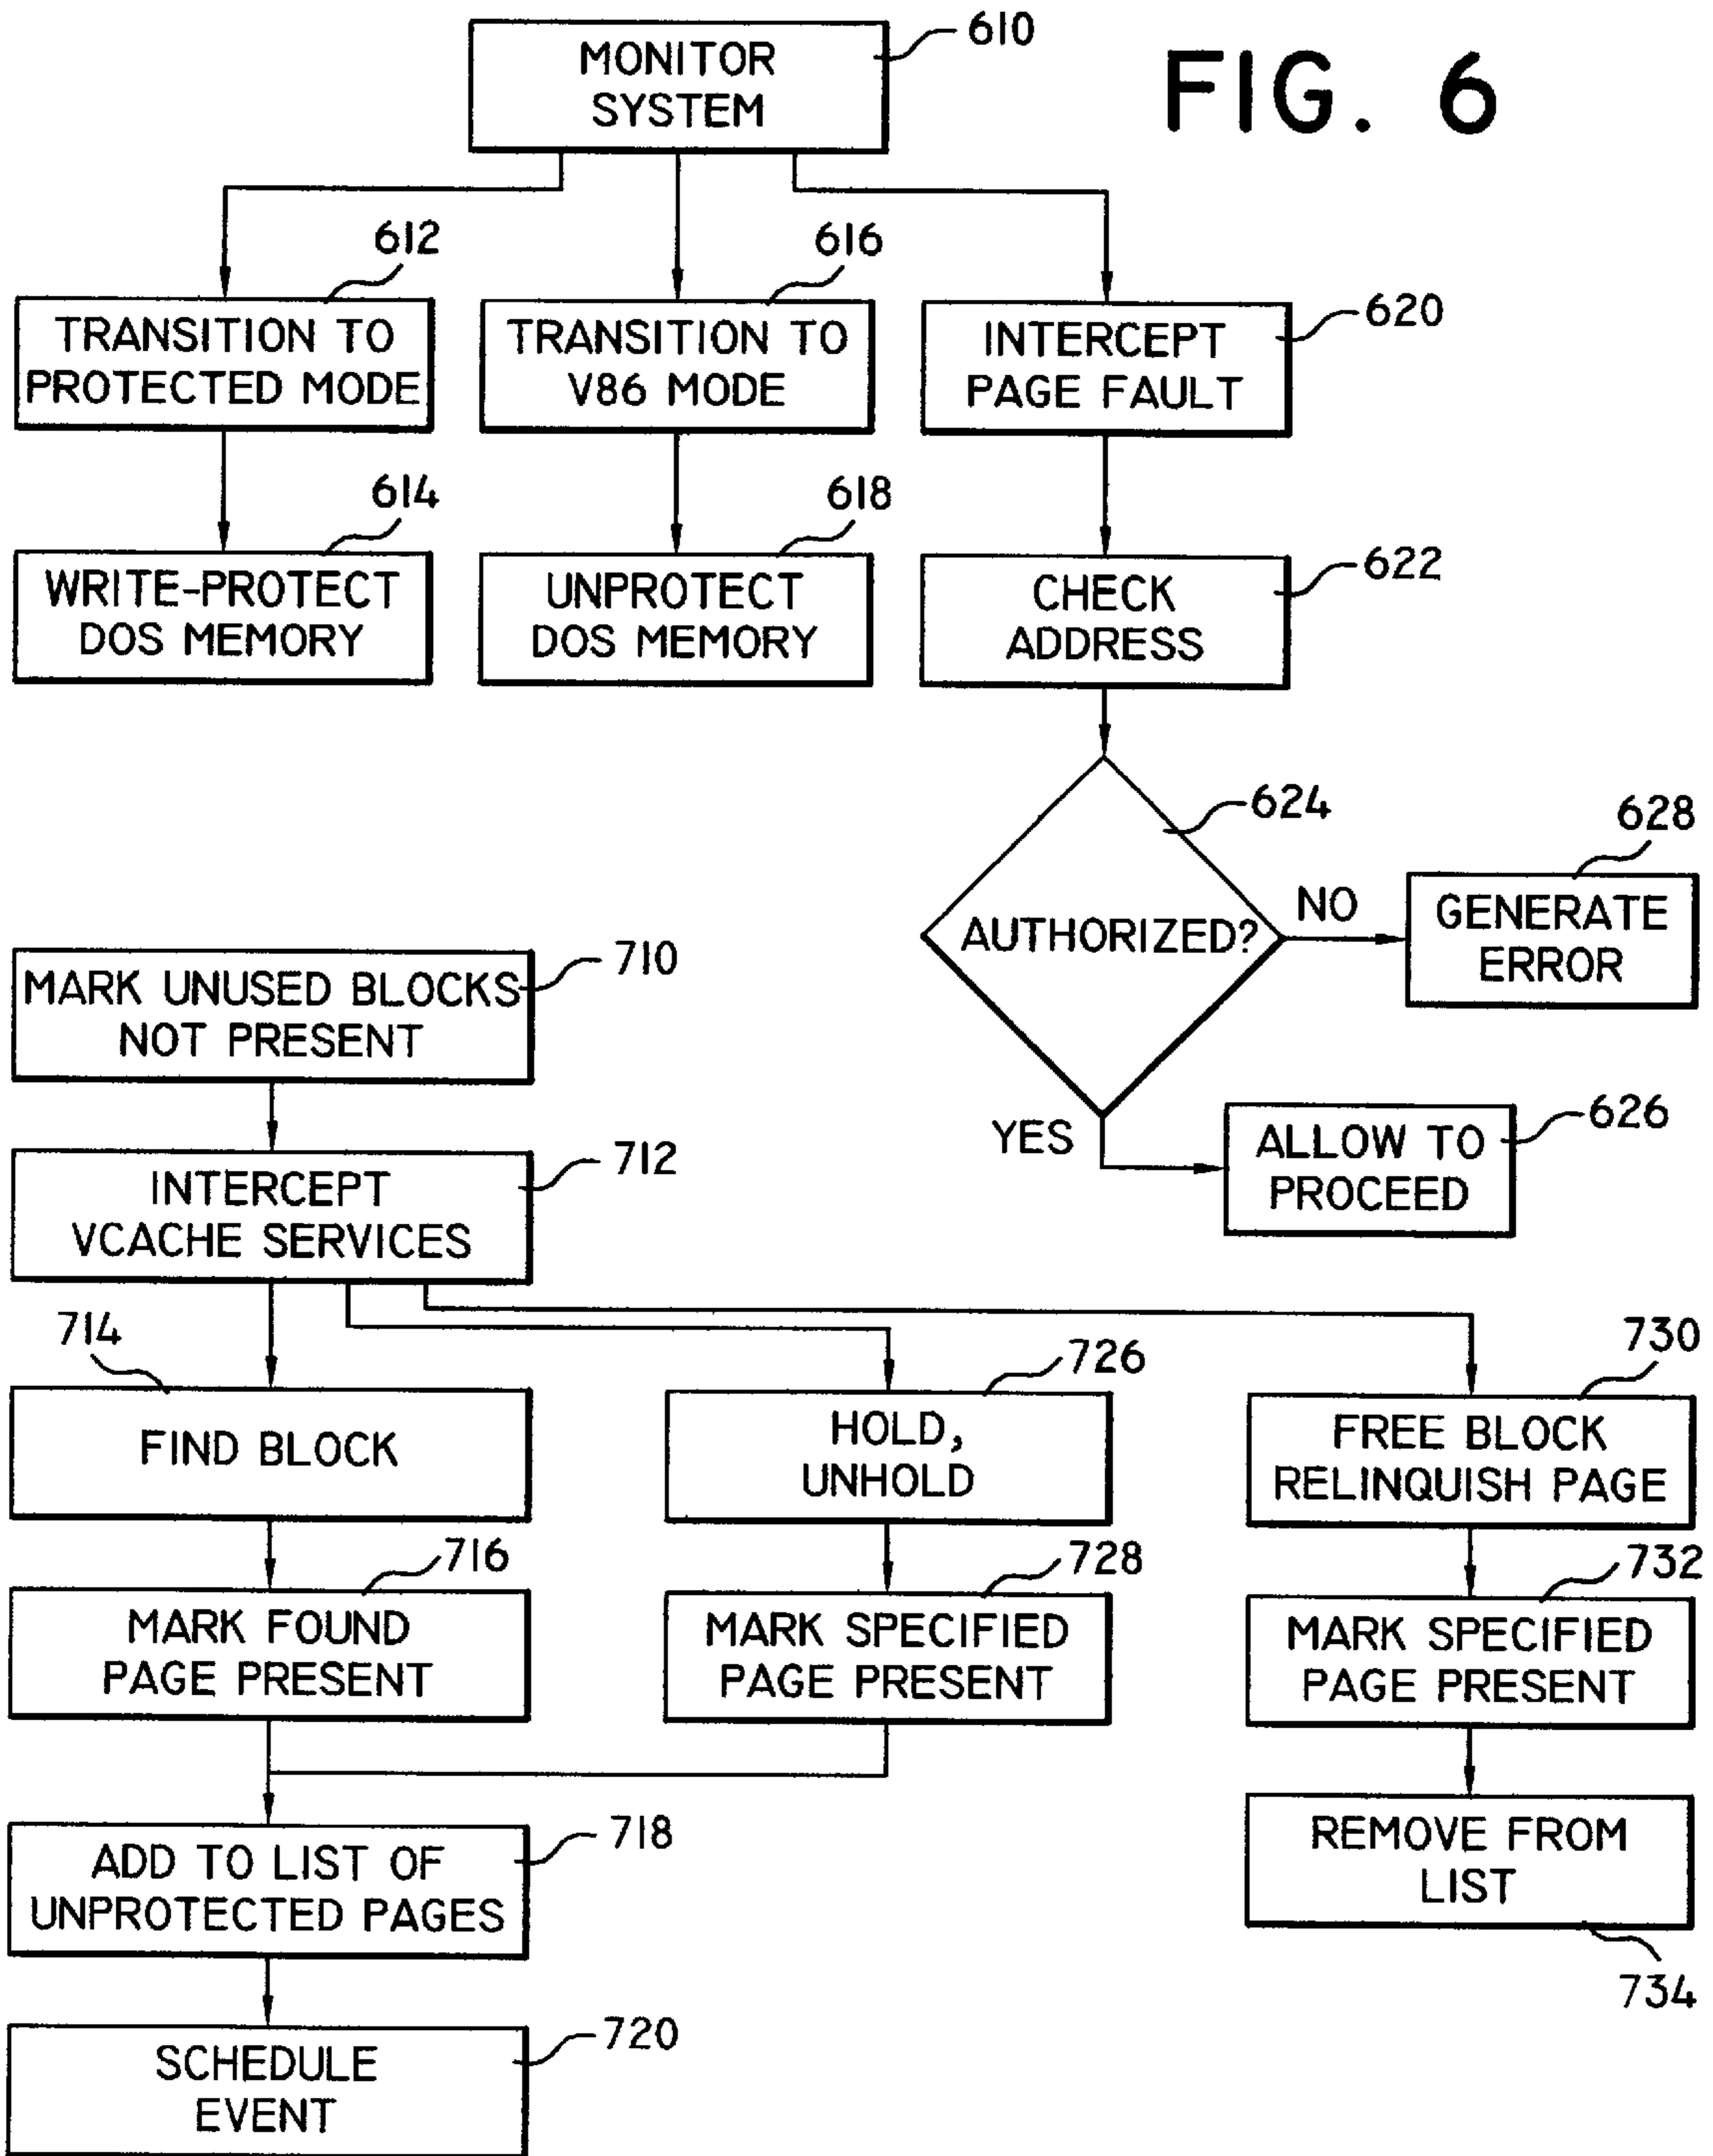 610
MONITOR
SYSTEM
FIG. 6
612
616
620
TRANSITION TO
PROTECTED MODE
TRANSITION TO
V86 MODE
INTERCEPT
PAGE FAULT
614
618
622
WRITE-PROTECT
DOS MEMORY
UNPROTECT
DOS MEMORY
CHECK
ADDRESS
624
628
AUTHORIZED?
NO
GENERATE
ERROR
YES
626
ALLOW TO
PROCEED
710
MARK UNUSED BLOCKS
NOT PRESENT
712
INTERCEPT
VCACHE SERVICES
714
726
730
FIND BLOCK
HOLD,
UNHOLD
FREE BLOCK
RELINQUISH PAGE
716
728
732
MARK FOUND
PAGE PRESENT
MARK SPECIFIED
PAGE PRESENT
MARK SPECIFIED
PAGE PRESENT
718
ADD TO LIST OF
UNPROTECTED PAGES
REMOVE FROM
LIST
734
720
SCHEDULE
EVENT